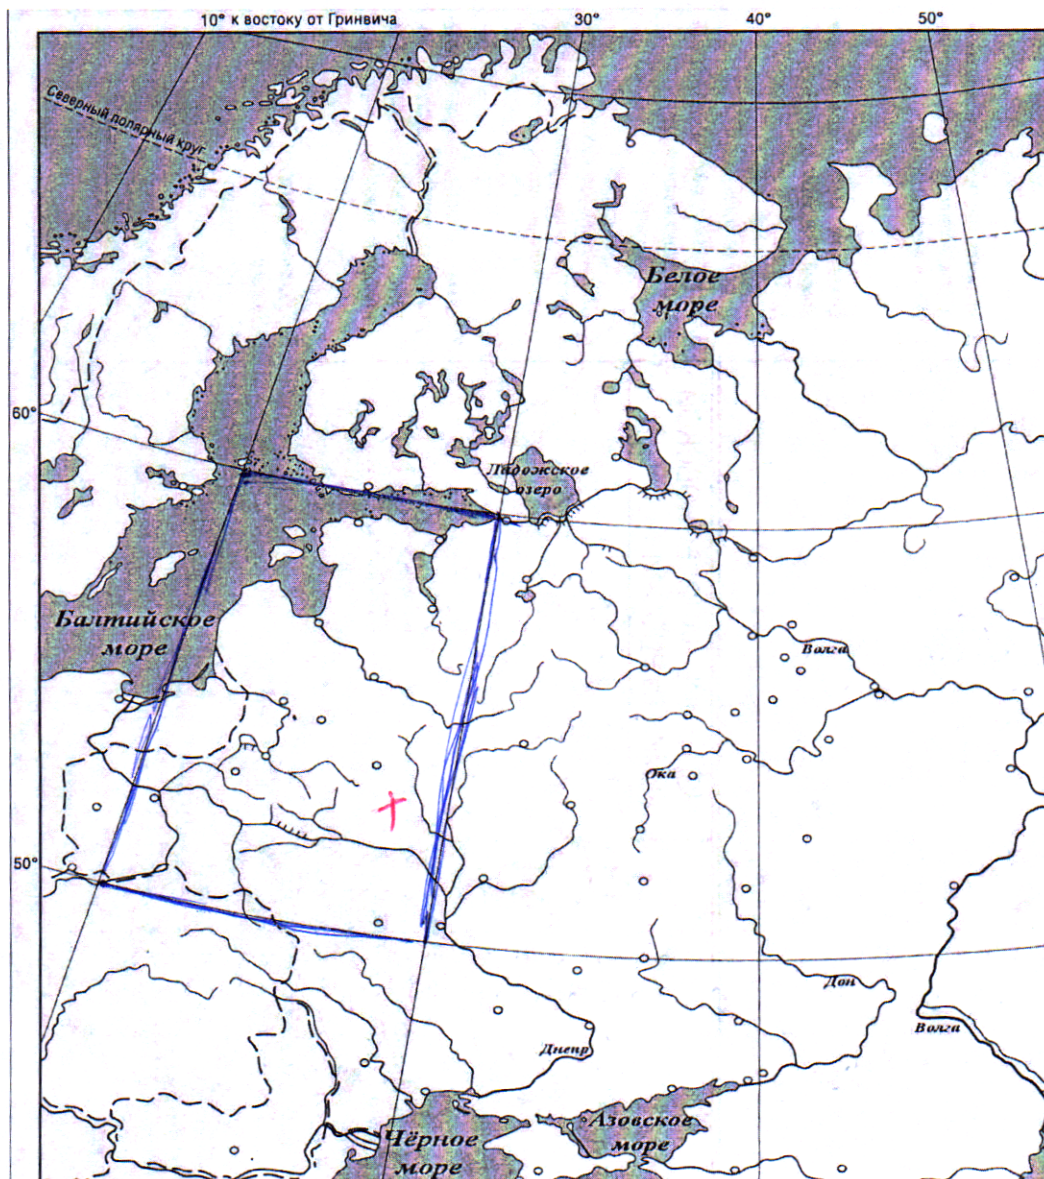 10° к востоку от Гринвича
30°
40°
50°
Северный полярный круг
Белое
море
60°
Ладожское
озеро
Балтийское
море
Волга
Ока
50°
Дон
Волга
Днепр
Азовское
море
Чёрное
море